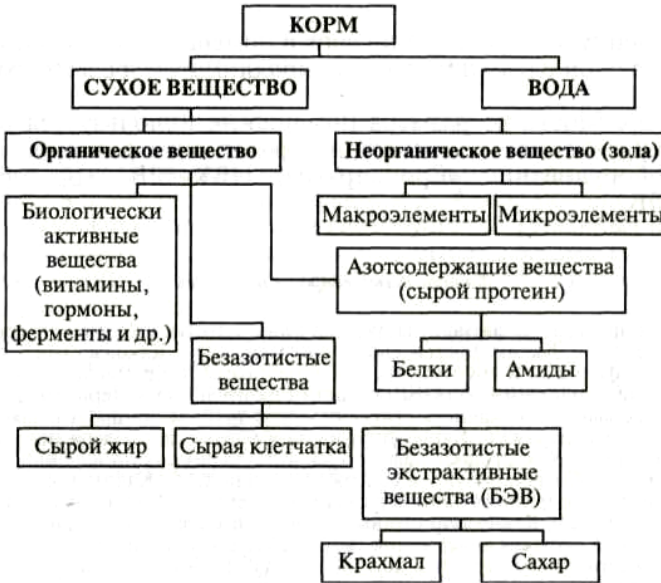 КОРМ
СУХОЕ ВЕЩЕСТВО
ВОДА
Органическое вещество
Неорганическое вещество (зола)
Биологически
активные
вещества
(витамины,
гормоны,
ферменты и др.)
Макроэлементы
Микроэлементы
Азотсодержащие вещества
(сырой протеин)
Безазотистые
вещества
Белки
Амиды
Сырой жир
Сырая клетчатка
Безазотистые
экстрактивные
вещества (БЭВ)
Крахмал
Сахар